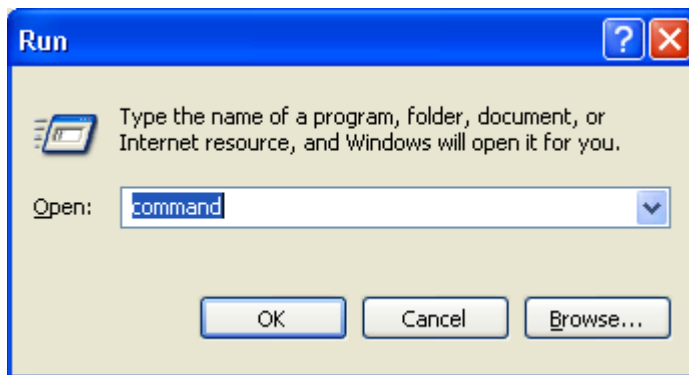 Run
Type the name of a program, folder, document, or
Internet resource, and Windows will open it for you.
Open: command
OK Cancel Browse...